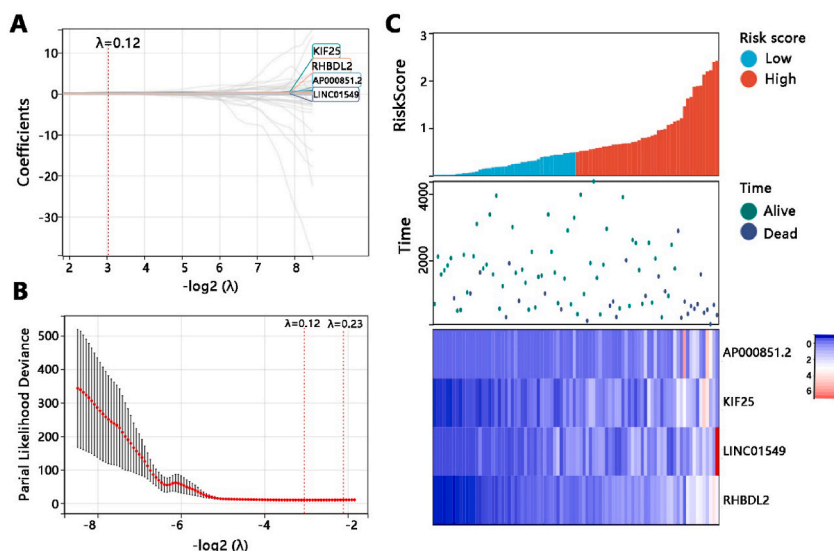 A
λ=0.12
10
0
-10
-20
-30
Coefficients
KIF25
RHBDL2
AP000851.2
LINC01549
2 3 4 5 6 7 8
-log2 (λ)
B
λ=0.12 λ=0.23
500
400
300
200
100
0
Parial Likelihood Deviance
-8 -6 -4 -2
-log2 (λ)
C
3
2
1
RiskScore
Risk score
Low
High
4000
2000
Time
Time
Alive
Dead
AP000851.2
KIF25
LINC01549
RHBDL2
0
2
4
6